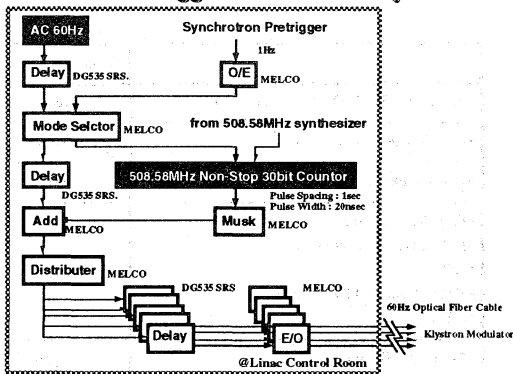 AC 60Hz
Synchrotron Pretrigger
1Hz
Delay
DG535 SRS.
O/E
MELCO
Mode Selctor
MELCO
from 508.58MHz synthesizer
Delay
DG535 SRS.
508.58MHz Non-Stop 30bit Countor
Pulse Spacing : 1sec
Pulse Width : 20nsec
Add
MELCO
Musk
MELCO
Distributer
MELCO
DG535 SRS
MELCO
60Hz Optical Fiber Cable
Delay
E/O
Klystron Modulator
@Linac Control Room